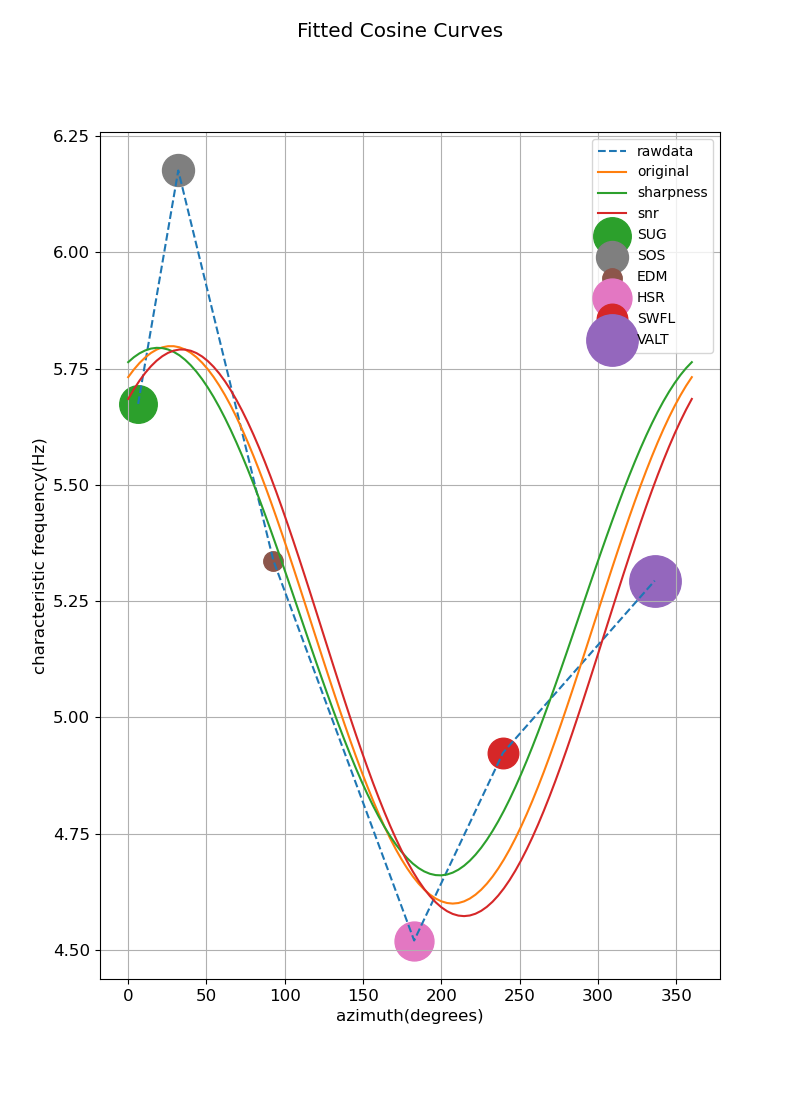 Fitted Cosine Curves
6.25
6.00
5.75
5.50
5.25
5.00
4.75
4.50
characteristic frequency(Hz)
rawdata
original
sharpness
snr
SUG
SOS
EDM
HSR
SWFL
VALT
0 50 100 150 200 250 300 350
azimuth(degrees)